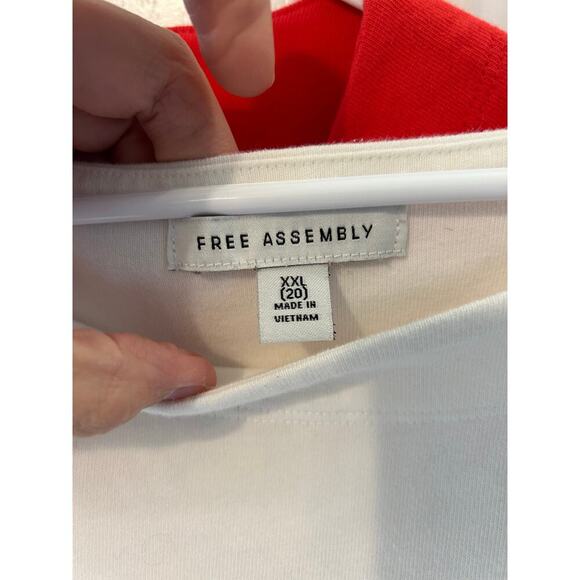 FREE ASSEMBLY
XXL
(20)
MADE IN
VIETNAM